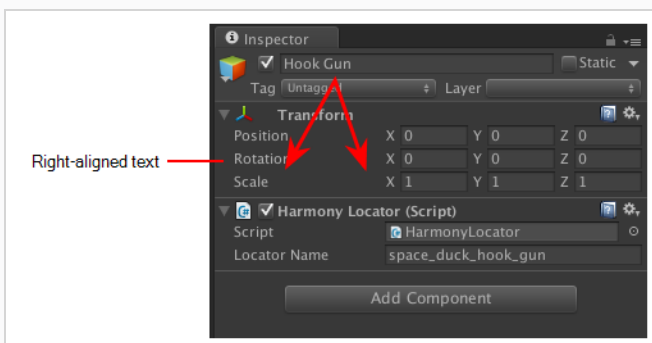 Inspector
Hook Gun Static
Tag Untagged Layer
Transform
Position X 0 Y 0 Z 0
Right-aligned text Rotation X 0 Y 0 Z 0
Scale X 1 Y 1 Z 1
Harmony Locator (Script)
Script HarmonyLocator
Locator Name space_duck_hook_gun
Add Component